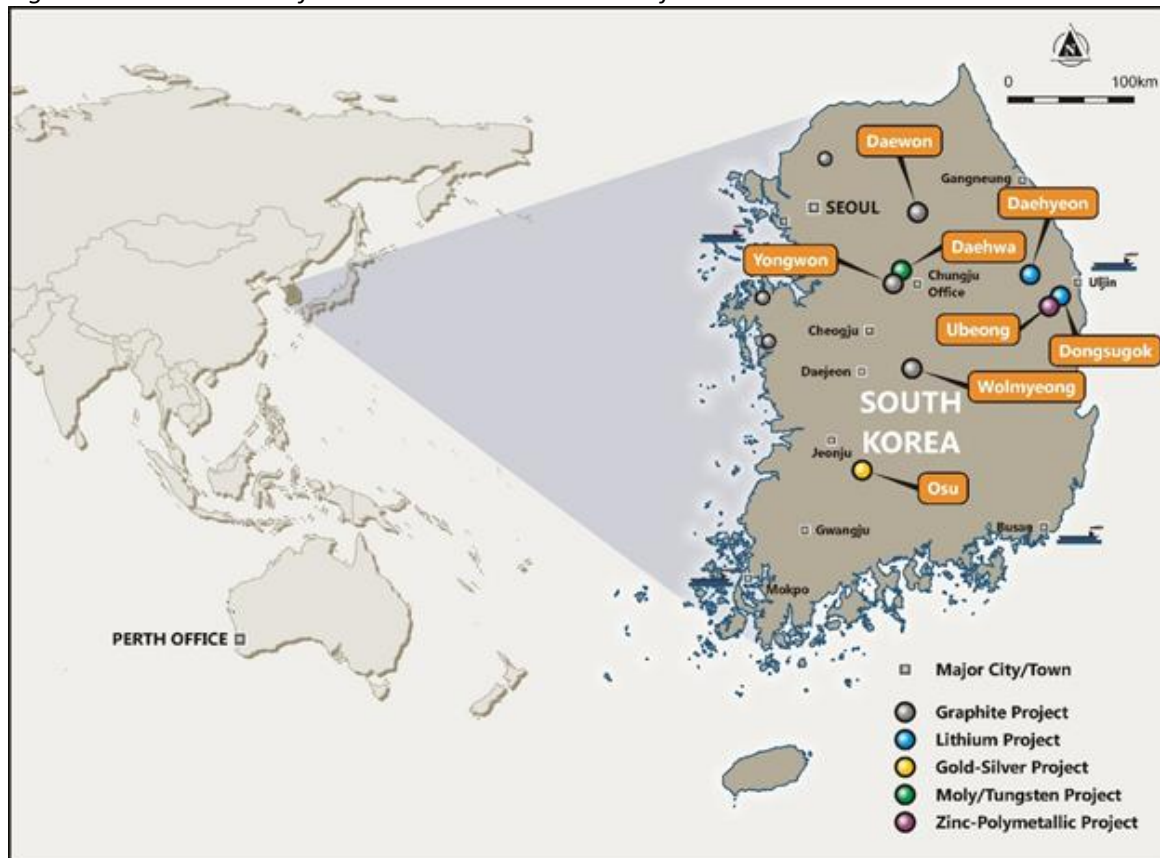 N
0 100km
Daewon
Gangneung
Daehyeon
SEOUL
Daehwa
Yongwon
Chungju
Office
Uljin
Cheogju
Ubeong
Dongsugok
Daejeon
Wolmyeong
SOUTH
KOREA
Jeonju
Osu
Gwangju
Busan
Mokpo
PERTH OFFICE
Major City/Town
Graphite Project
Lithium Project
Gold-Silver Project
Moly/Tungsten Project
Zinc-Polymetallic Project